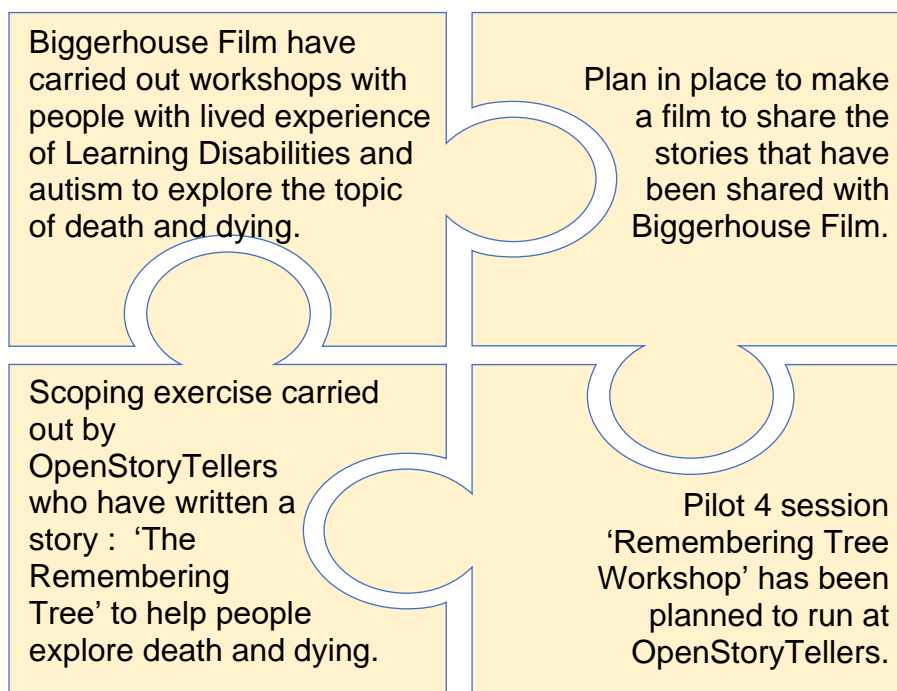 Biggerhouse Film have
carried out workshops with
people with lived experience
of Learning Disabilities and
autism to explore the topic
of death and dying.
Plan in place to make
a film to share the
stories that have
been shared with
Biggerhouse Film.
Scoping exercise carried
out by
OpenStoryTellers
who have written a
story :  ‘The
Remembering
Tree’ to help people
explore death and dying.
Pilot 4 session
‘Remembering Tree
Workshop’ has been
planned to run at
OpenStoryTellers.